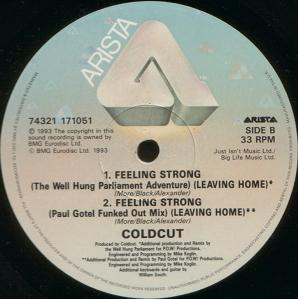 ARISTA
74321 171051
ARISTA
℗ 1993 The copyright in this
sound recording is owned by
BMG Eurodisc Ltd.
© BMG Eurodisc Ltd. 1993
SIDE B
33 RPM
Just Isn't Music Ltd./
Big Life Music Ltd.
1. FEELING STRONG
(The Well Hung Parliament Adventure) (LEAVING HOME)*
(More/Black/Alexander)
2. FEELING STRONG
(Paul Gotel Funked Out Mix) (LEAVING HOME)**
(More/Black/Alexander)
COLDCUT
Produced by Coldcut. *Additional production and Remix by
the Well Hung Parliament for P.O.W! Productions.
Engineered and Programming by Mike Koglin.
**Additional Production and Remix by Paul Gotel for P.O.W! Productions.
Engineered and Programming by Mike Koglin.
Additional keyboards and guitar by
William South.